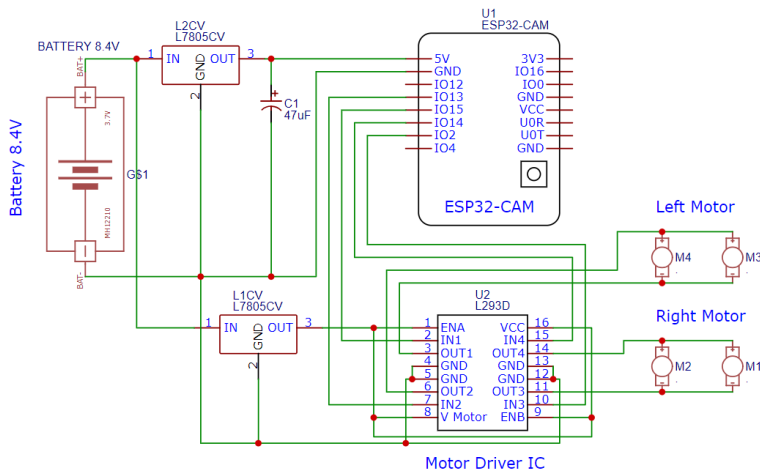 U1
ESP32-CAM
L2CV
L7805CV
BATTERY 8.4V
1 IN OUT 3
GND
2
BAT+
3.7V
Battery 8.4V
G$1
MH12210
BAT-
C1
47uF
+
5V 3V3
GND IO16
IO12 IO0
IO13 GND
IO15 VCC
IO14 U0R
IO2 U0T
IO4 GND
ESP32-CAM
Left Motor
M4 M3
Right Motor
M2 M1
L1CV
L7805CV
1 IN OUT 3
GND
2
U2
L293D
1 ENA VCC 16
2 IN1 IN4 15
3 OUT1 OUT4 14
4 GND GND 13
5 GND GND 12
6 OUT2 OUT3 11
7 IN2 IN3 10
8 V Motor ENB 9
Motor Driver IC